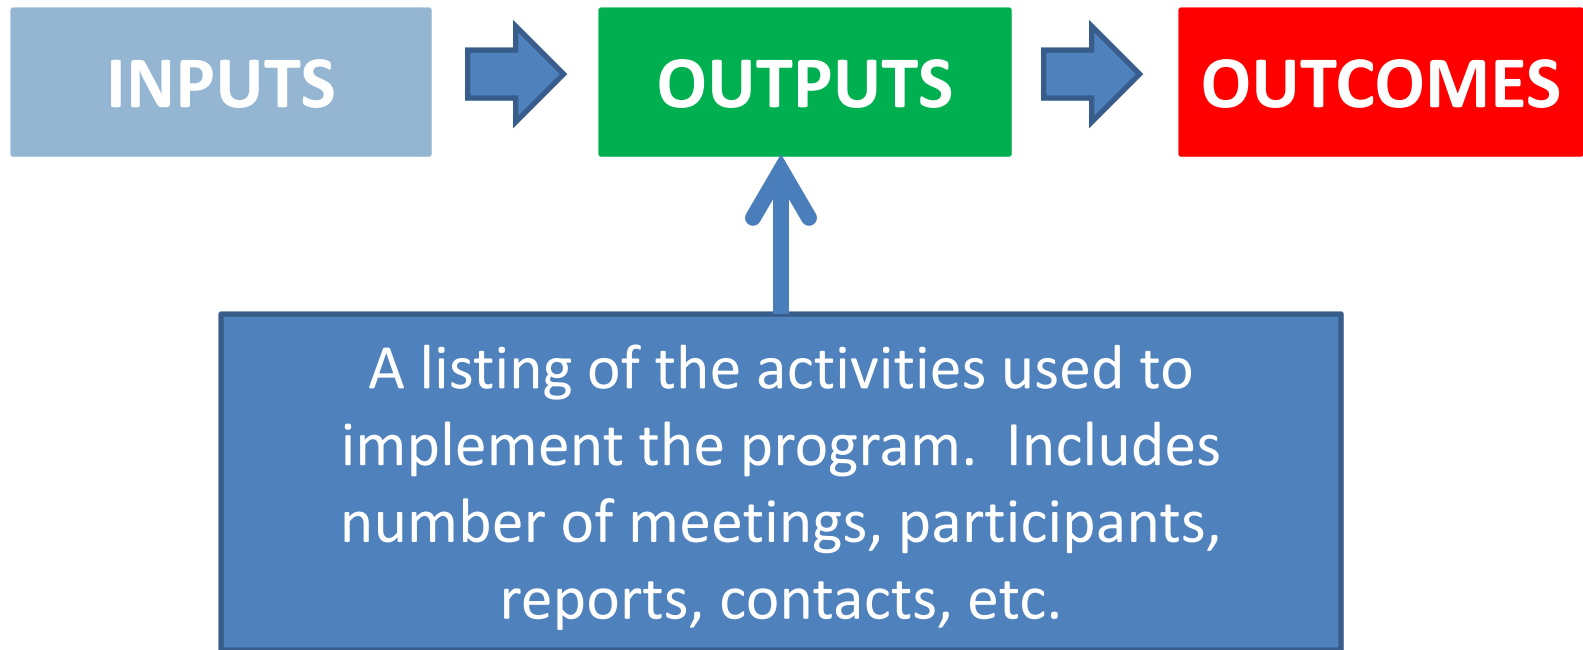 INPUTS
OUTPUTS
OUTCOMES
A listing of the activities used to
implement the program.  Includes
number of meetings, participants,
reports, contacts, etc.